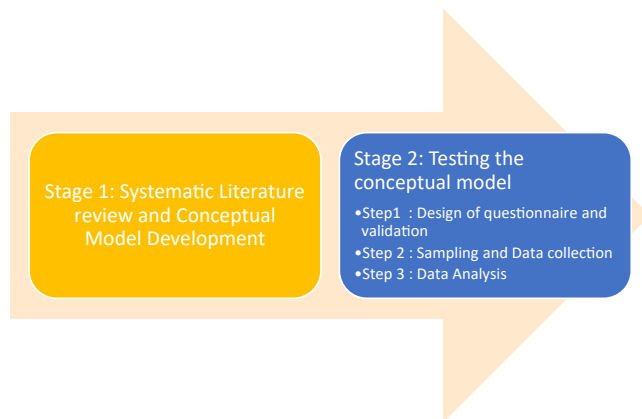 Stage 1: Systematic Literature
review and Conceptual
Model Development
Stage 2: Testing the
conceptual model
•Step1 : Design of questionnaire and
validation
•Step 2 : Sampling and Data collection
•Step 3 : Data Analysis